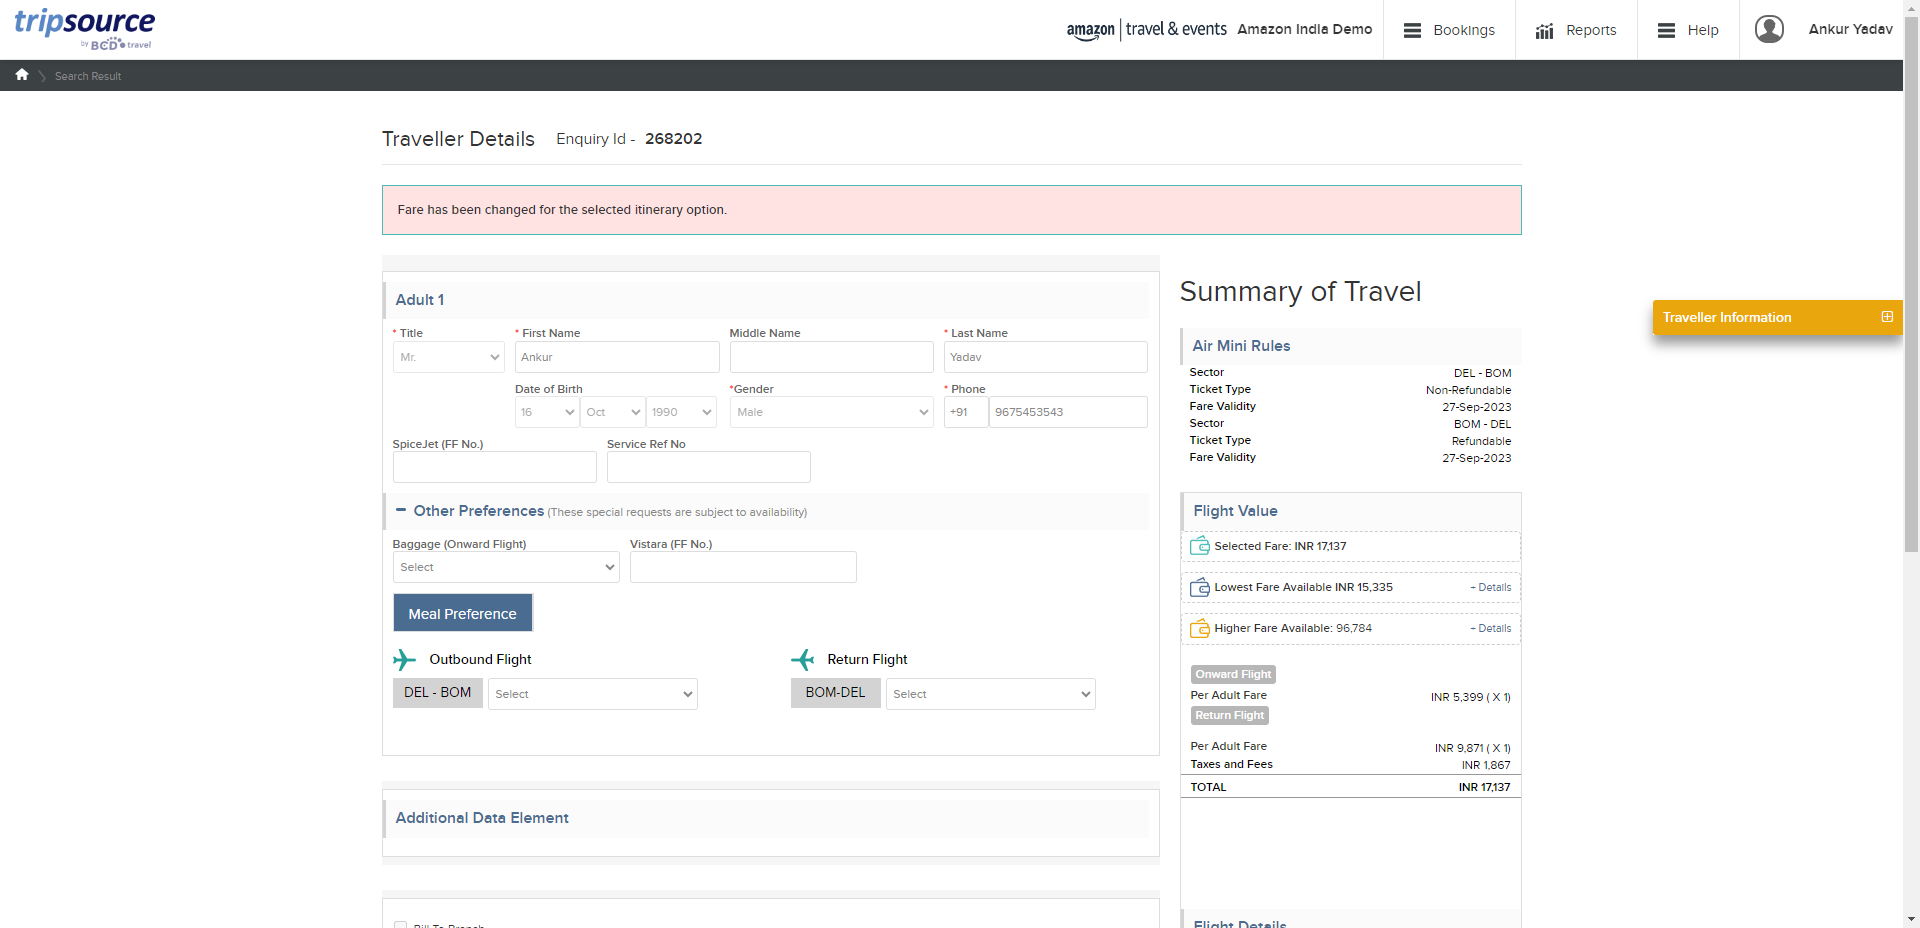 tripsource
by BCD travel
amazon travel & events Amazon India Demo
Bookings
Reports
Help
Ankur Yadav
Search Result
Traveller Details Enquiry Id - 268202
Fare has been changed for the selected itinerary option.
Adult 1
* Title * First Name Middle Name * Last Name
Mr. Ankur Yadav
Date of Birth *Gender * Phone
16 Oct 1990 Male +91 9675453543
SpiceJet (FF No.) Service Ref No
Other Preferences (These special requests are subject to availability)
Baggage (Onward Flight) Vistara (FF No.)
Select
Meal Preference
Outbound Flight Return Flight
DEL - BOM Select BOM-DEL Select
Additional Data Element
Bill To Branch
Summary of Travel
Air Mini Rules
Sector DEL - BOM
Ticket Type Non-Refundable
Fare Validity 27-Sep-2023
Sector BOM - DEL
Ticket Type Refundable
Fare Validity 27-Sep-2023
Flight Value
Selected Fare: INR 17,137
Lowest Fare Available INR 15,335 + Details
Higher Fare Available: 96,784 + Details
Onward Flight
Per Adult Fare INR 5,399 ( X 1)
Return Flight
Per Adult Fare INR 9,871 ( X 1)
Taxes and Fees INR 1,867
TOTAL INR 17,137
Flight Details
Traveller Information